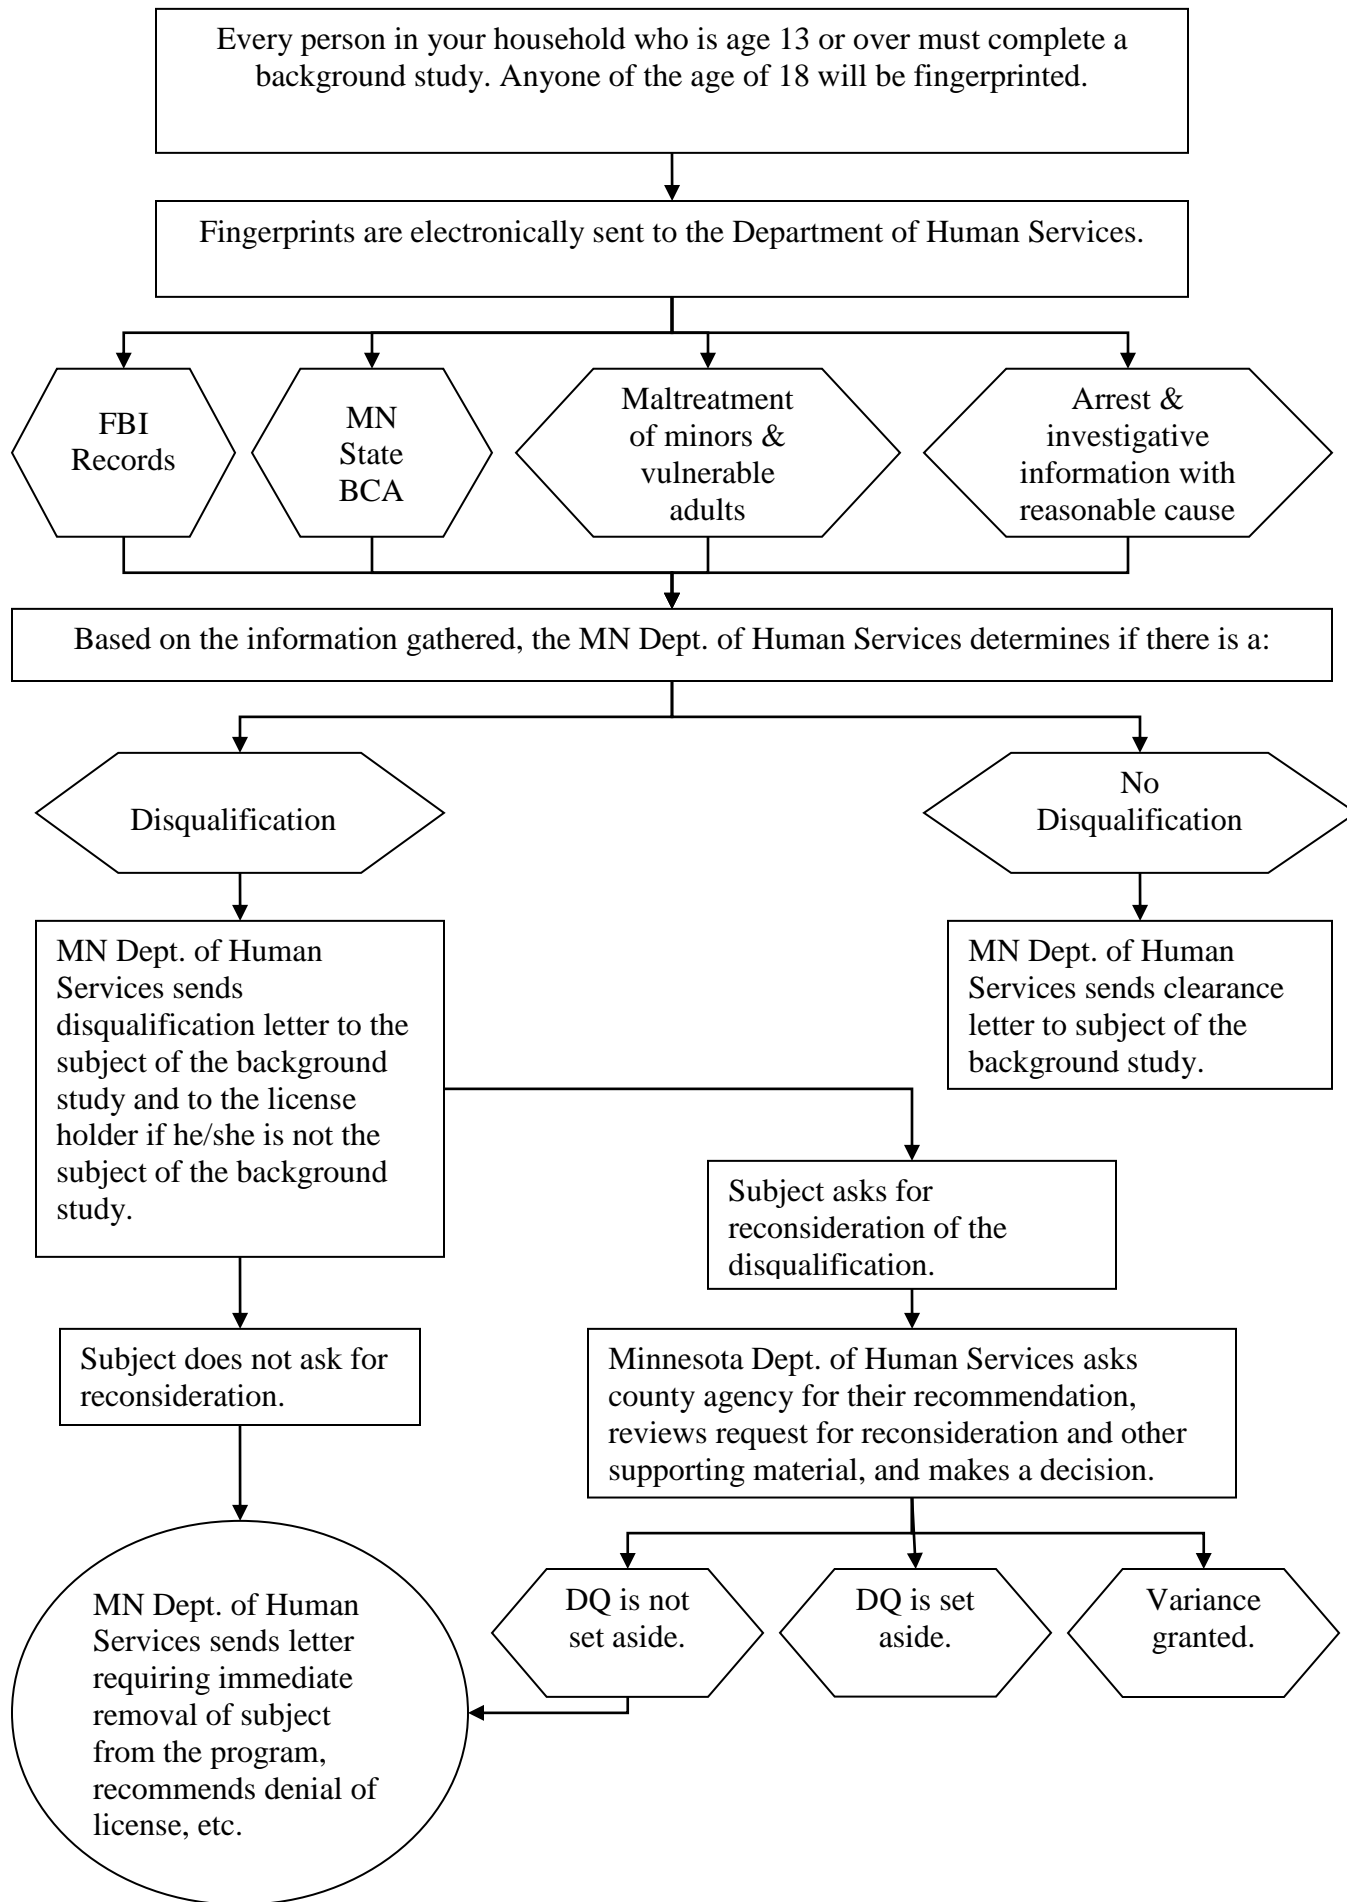 Every person in your household who is age 13 or over must complete a
background study. Anyone of the age of 18 will be fingerprinted.
Fingerprints are electronically sent to the Department of Human Services.
FBI
Records
MN
State
BCA
Maltreatment
of minors &
vulnerable
adults
Arrest &
investigative
information with
reasonable cause
Based on the information gathered, the MN Dept. of Human Services determines if there is a:
Disqualification
No
Disqualification
MN Dept. of Human
Services sends
disqualification letter to the
subject of the background
study and to the license
holder if he/she is not the
subject of the background
study.
MN Dept. of Human
Services sends clearance
letter to subject of the
background study.
Subject asks for
reconsideration of the
disqualification.
Subject does not ask for
reconsideration.
Minnesota Dept. of Human Services asks
county agency for their recommendation,
reviews request for reconsideration and other
supporting material, and makes a decision.
DQ is not
set aside.
DQ is set
aside.
Variance
granted.
MN Dept. of Human
Services sends letter
requiring immediate
removal of subject
from the program,
recommends denial of
license, etc.